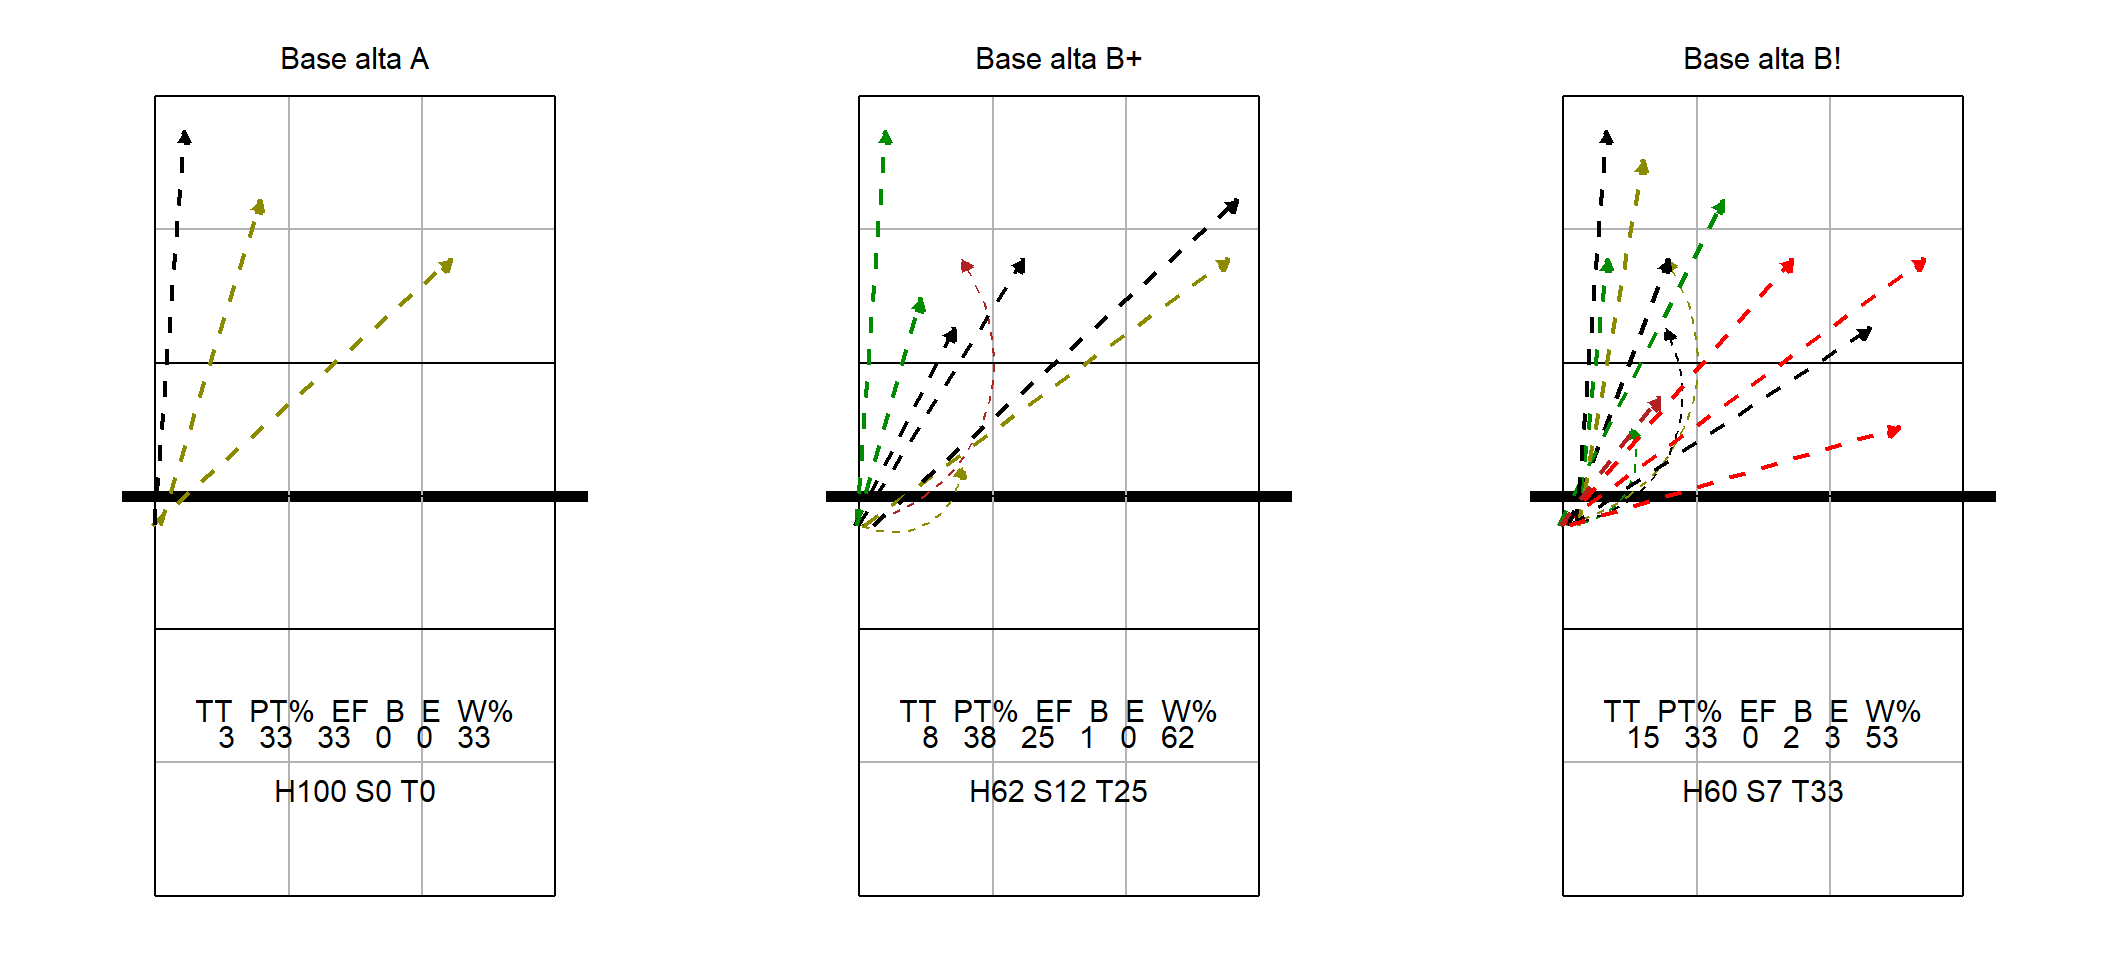 Base alta A
Base alta B+
Base alta B!
TT PT% EF B E W%
3 33 33 0 0 33
H100 S0 T0
TT PT% EF B E W%
8 38 25 1 0 62
H62 S12 T25
TT PT% EF B E W%
15 33 0 2 3 53
H60 S7 T33